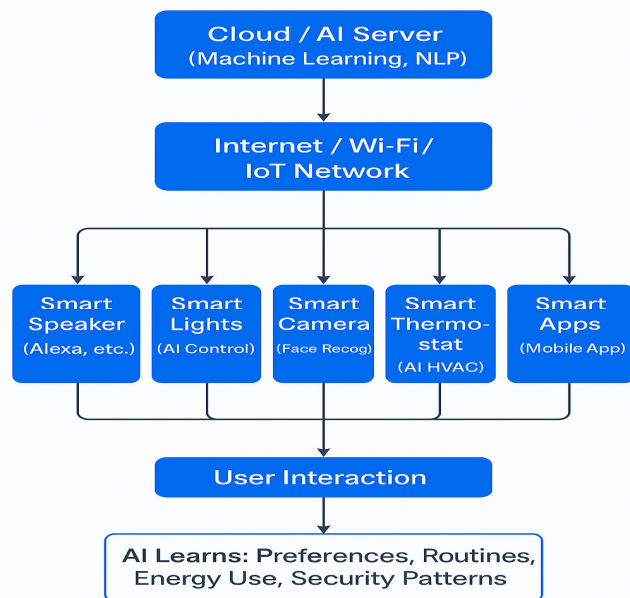 Cloud / AI Server
(Machine Learning, NLP)
Internet / Wi-Fi /
IoT Network
Smart
Speaker
(Alexa, etc.)
Smart
Lights
(AI Control)
Smart
Camera
(Face Recog)
Smart
Thermo-
stat
(AI HVAC)
Smart
Apps
(Mobile App)
User Interaction
AI Learns: Preferences, Routines,
Energy Use, Security Patterns